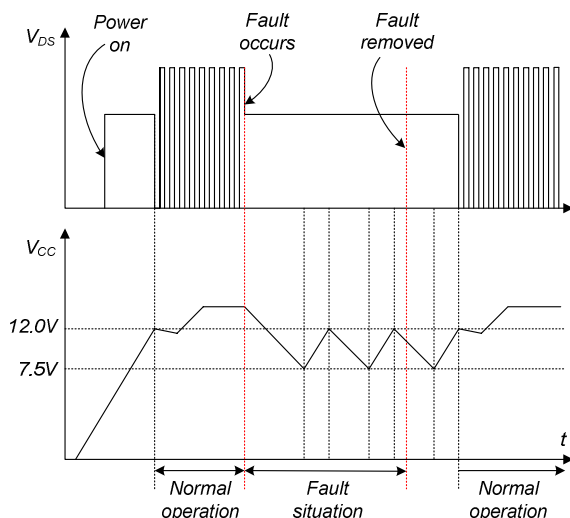 Power
on
Fault
occurs
Fault
removed
VDS
VCC
12.0V
7.5V
t
Normal
operation
Fault
situation
Normal
operation